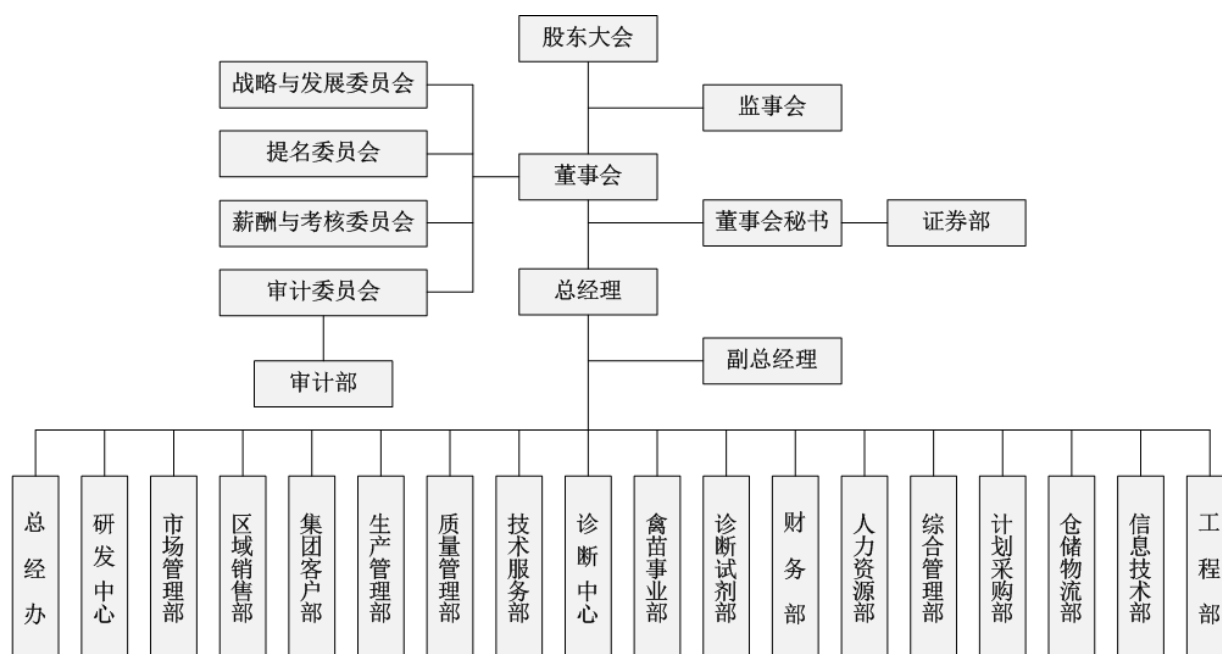 股东大会
战略与发展委员会
监事会
提名委员会
董事会
薪酬与考核委员会
董事会秘书
证券部
审计委员会
总经理
副总经理
审计部
总经办
研发中心
市场管理部
区域销售部
集团客户部
生产管理部
质量管理部
技术服务部
诊断中心
禽苗事业部
诊断试剂部
财务部
人力资源部
综合管理部
计划采购部
仓储物流部
信息技术部
工程部